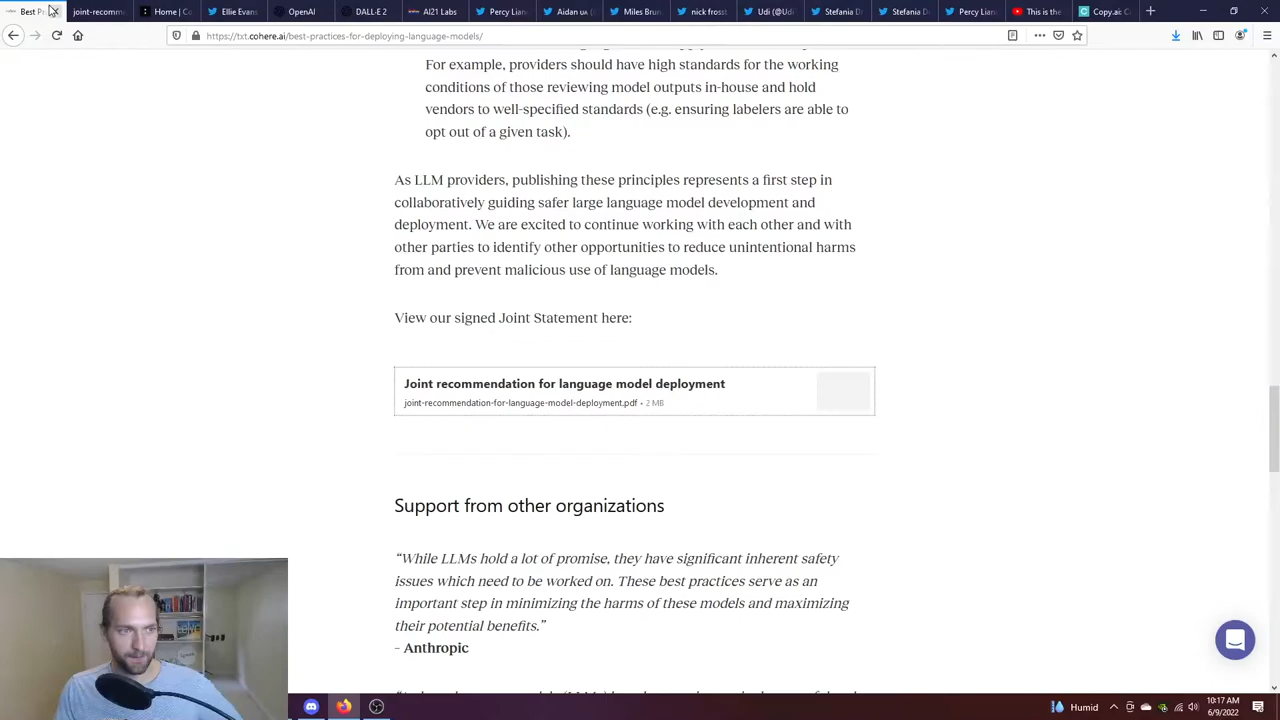 Best Po
joint-recomm
Home | Co
Ellie Evans
OpenAI
DALL·E 2
AI21 Labs
Percy Liang
Aidan
Miles Brun
nick frosst
Udi (@Udi
Stefania Dr
Stefania Dr
Percy Liang
This is the
Copy.ai: C
https://txt.cohere.ai/best-practices-for-deploying-language-models/
For example, providers should have high standards for the working
conditions of those reviewing model outputs in-house and hold
vendors to well-specified standards (e.g. ensuring labelers are able to
opt out of a given task).
As LLM providers, publishing these principles represents a first step in
collaboratively guiding safer large language model development and
deployment. We are excited to continue working with each other and with
other parties to identify other opportunities to reduce unintentional harms
from and prevent malicious use of language models.
View our signed Joint Statement here:
Joint recommendation for language model deployment
joint-recommendation-for-language-model-deployment.pdf • 2 MB
Support from other organizations
“While LLMs hold a lot of promise, they have significant inherent safety
issues which need to be worked on. These best practices serve as an
important step in minimizing the harms of these models and maximizing
their potential benefits.”
- Anthropic
Humid
10:17 AM
6/9/2022